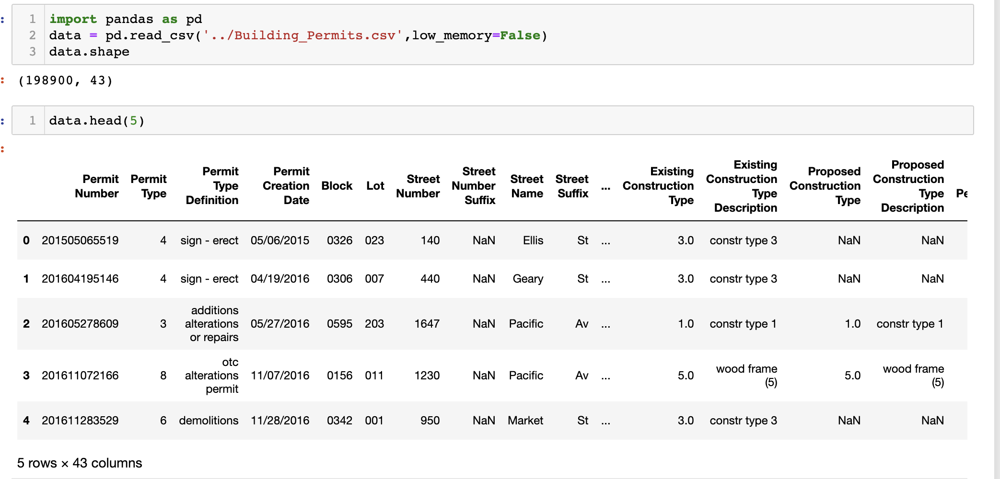 1 import pandas as pd
2 data = pd.read_csv('../Building_Permits.csv',low_memory=False)
3 data.shape
(198900, 43)
1 data.head(5)
Permit Number Permit Type Permit Type Definition Permit Creation Date Block Lot Street Number Street Number Suffix Street Name Street Suffix ... Existing Construction Type Existing Construction Type Description Proposed Construction Type Proposed Construction Type Description
0 201505065519 4 sign - erect 05/06/2015 0326 023 140 NaN Ellis St ... 3.0 constr type 3 NaN NaN
1 201604195146 4 sign - erect 04/19/2016 0306 007 440 NaN Geary St ... 3.0 constr type 3 NaN NaN
2 201605278609 3 additions alterations or repairs 05/27/2016 0595 203 1647 NaN Pacific Av ... 1.0 constr type 1 1.0 constr type 1
3 201611072166 8 otc alterations permit 11/07/2016 0156 011 1230 NaN Pacific Av ... 5.0 wood frame (5) 5.0 wood frame (5)
4 201611283529 6 demolitions 11/28/2016 0342 001 950 NaN Market St ... 3.0 constr type 3 NaN NaN
5 rows × 43 columns